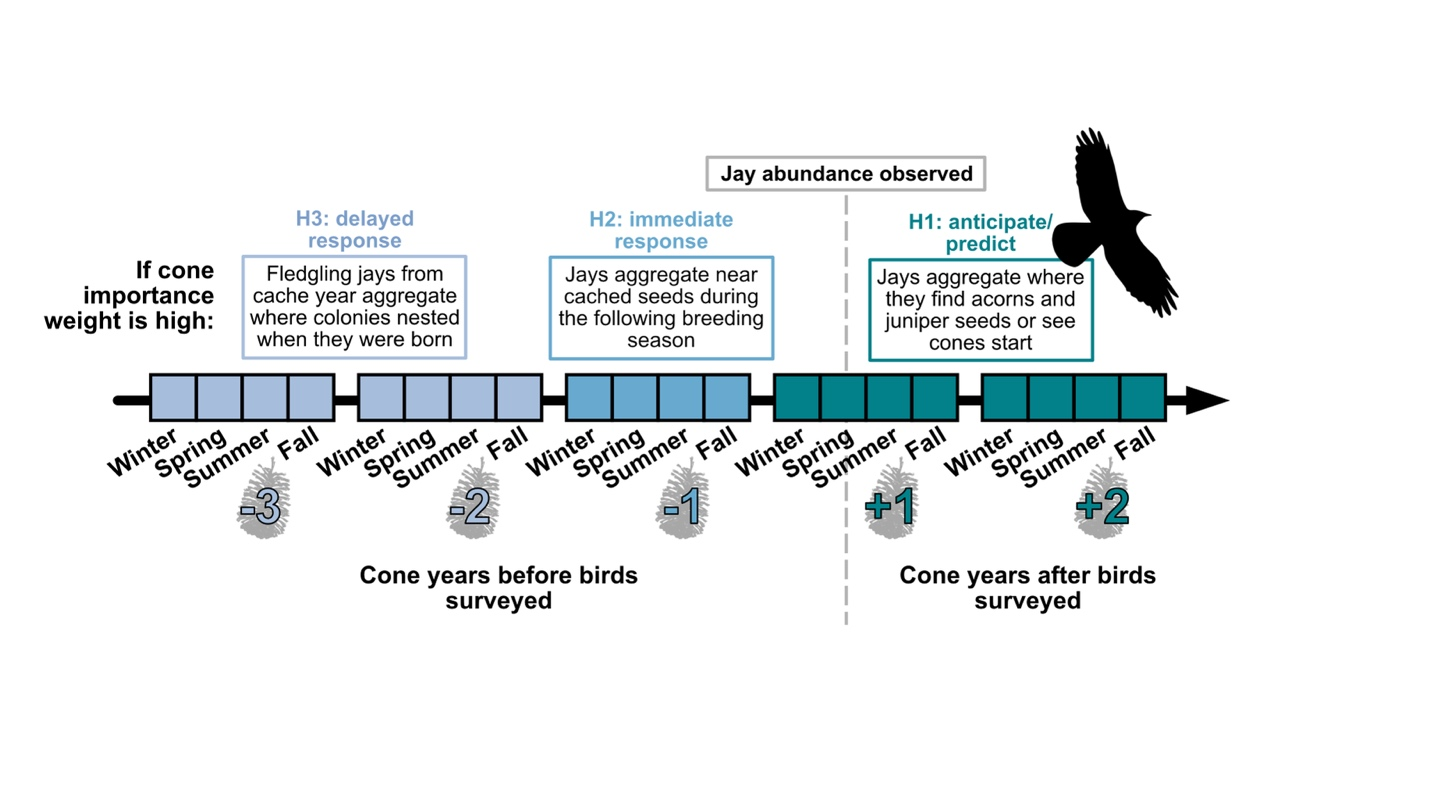 Jay abundance observed
H3: delayed
response
H2: immediate
response
H1: anticipate/
predict
If cone
importance
weight is high:
Fledgling jays from
cache year aggregate
where colonies nested
when they were born
Jays aggregate near
cached seeds during
the following breeding
season
Jays aggregate where
they find acorns and
juniper seeds or see
cones start
Winter Spring Summer Fall Winter Spring Summer Fall Winter Spring Summer Fall Winter Spring Summer Fall Winter Spring Summer Fall
-3 -2 -1 +1 +2
Cone years before birds
surveyed
Cone years after birds
surveyed